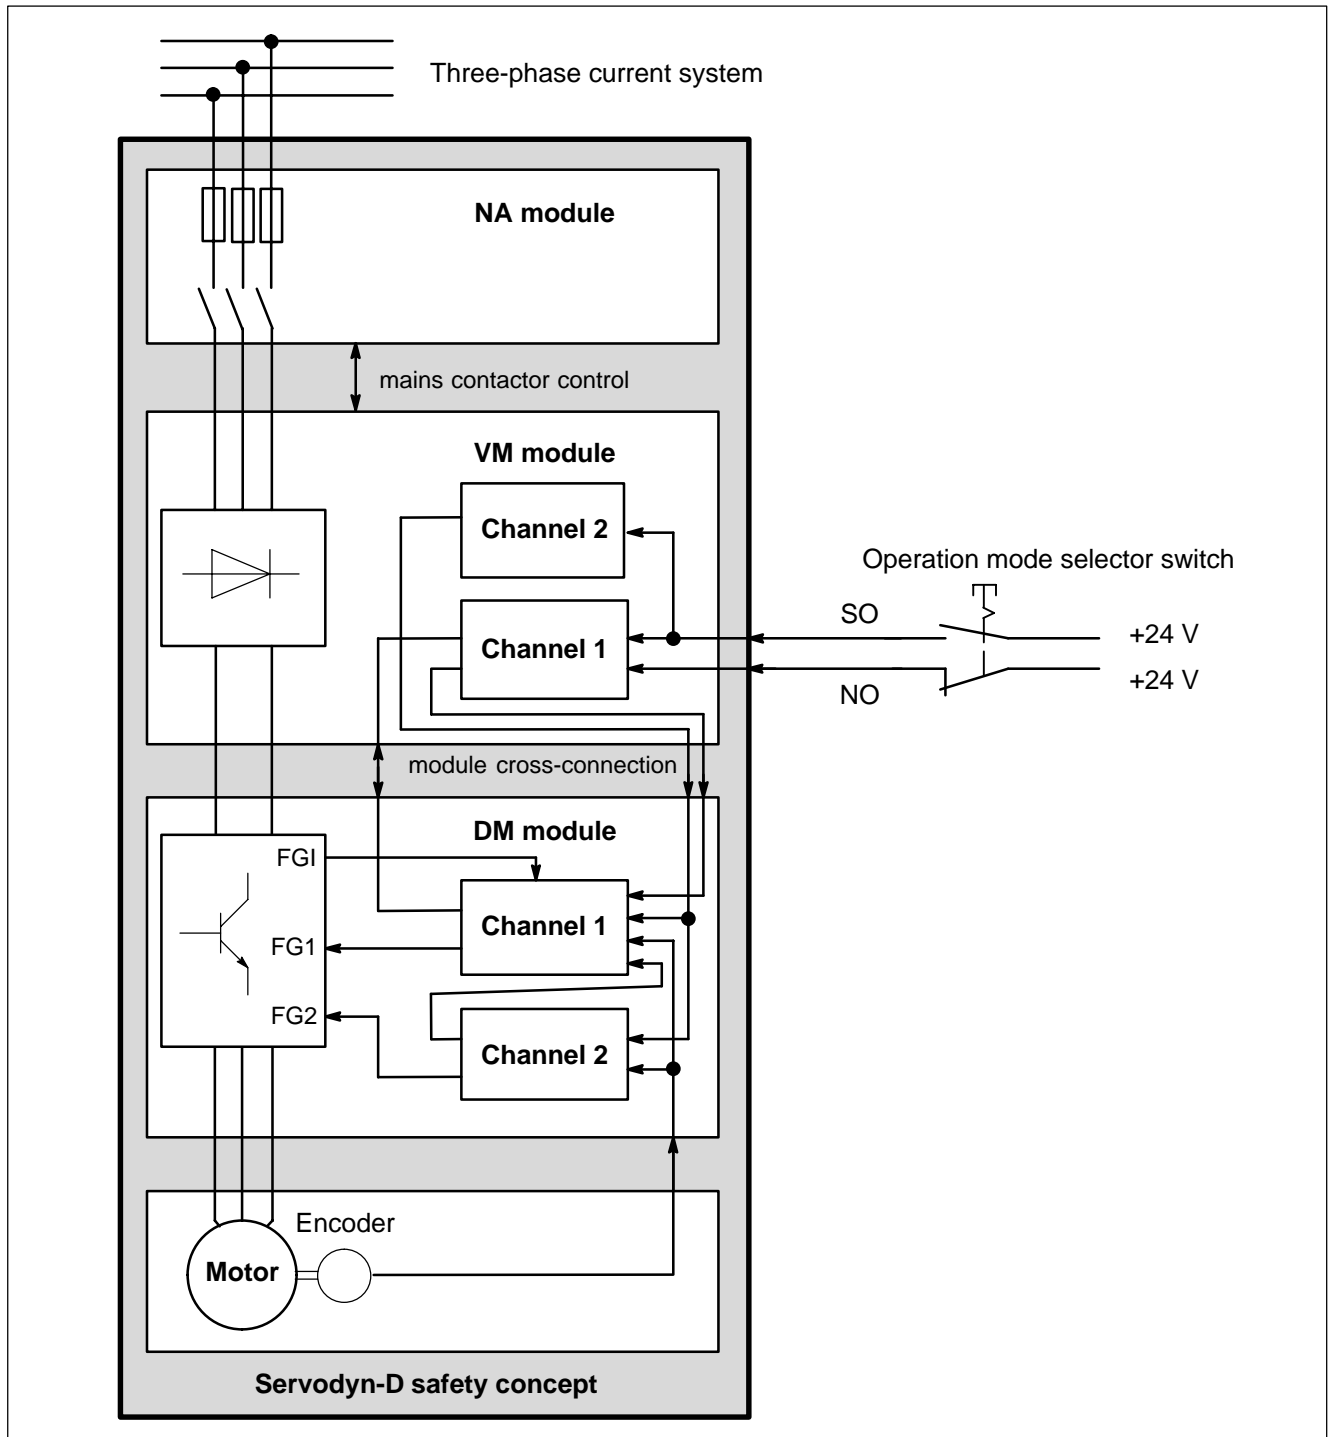 Three-phase current system
NA module
mains contactor control
VM module
Channel 2
Operation mode selector switch
SO
+24 V
Channel 1
+24 V
NO
module cross-connection
DM module
FGI
Channel 1
FG1
FG2
Channel 2
Encoder
Motor
Servodyn-D safety concept